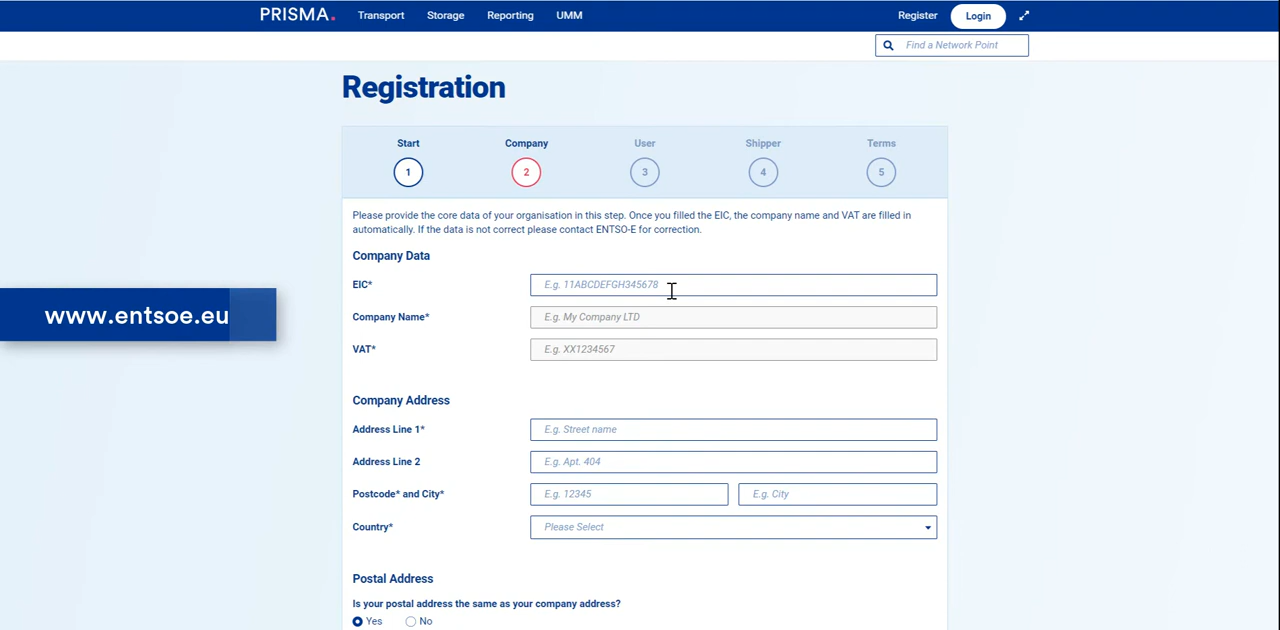 PRISMA. Transport Storage Reporting UMM Register Login
Find a Network Point
Registration
Start Company User Shipper Terms
1 2 3 4 5
Please provide the core data of your organisation in this step. Once you filled the EIC, the company name and VAT are filled in
automatically. If the data is not correct please contact ENTSO-E for correction.
Company Data
EIC* E.g. 11ABCDEFGH345678
www.entsoe.eu
Company Name* E.g. My Company LTD
VAT* E.g. XX1234567
Company Address
Address Line 1* E.g. Street name
Address Line 2 E.g. Apt. 404
Postcode* and City* E.g. 12345 E.g. City
Country* Please Select
Postal Address
Is your postal address the same as your company address?
Yes No